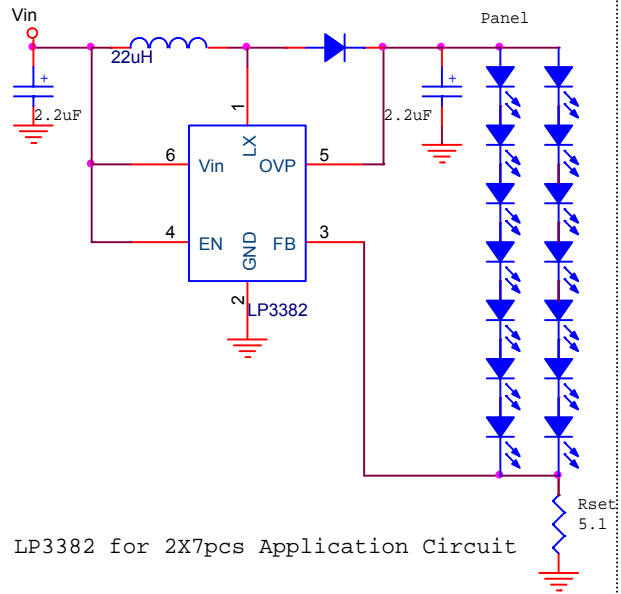 Vin
Panel
22uH
+
+
2.2uF
2.2uF
1
LX
6
Vin
OVP
5
4
EN
FB
3
GND
2
LP3382
Rset
5.1
LP3382 for 2X7pcs Application Circuit